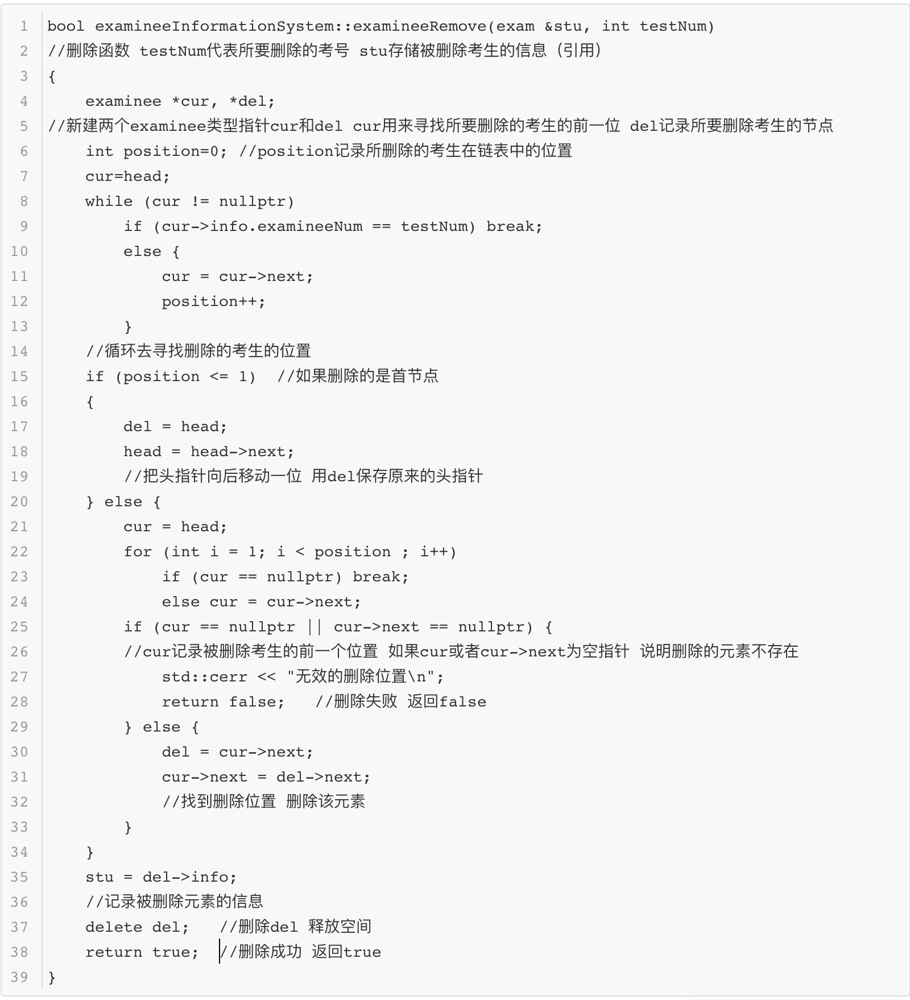 1 bool examineeInformationSystem::examineeRemove(exam &stu, int testNum)
2 //删除函数 testNum代表所要删除的考号 stu存储被删除考生的信息（引用）
3 {
4     examinee *cur, *del;
5 //新建两个examinee类型指针cur和del cur用来寻找所要删除的考生的前一位 del记录所要删除考生的节点
6     int position=0; //position记录所删除的考生在链表中的位置
7     cur=head;
8     while (cur != nullptr)
9         if (cur->info.examineeNum == testNum) break;
10         else {
11             cur = cur->next;
12             position++;
13         }
14     //循环去寻找删除的考生的位置
15     if (position <= 1)  //如果删除的是首节点
16     {
17         del = head;
18         head = head->next;
19         //把头指针向后移动一位 用del保存原来的头指针
20     } else {
21         cur = head;
22         for (int i = 1; i < position ; i++)
23             if (cur == nullptr) break;
24             else cur = cur->next;
25         if (cur == nullptr || cur->next == nullptr) {
26         //cur记录被删除考生的前一个位置 如果cur或者cur->next为空指针 说明删除的元素不存在
27             std::cerr << "无效的删除位置\n";
28             return false;   //删除失败 返回false
29         } else {
30             del = cur->next;
31             cur->next = del->next;
32             //找到删除位置 删除该元素
33         }
34     }
35     stu = del->info;
36     //记录被删除元素的信息
37     delete del;   //删除del 释放空间
38     return true;  //删除成功 返回true
39 }